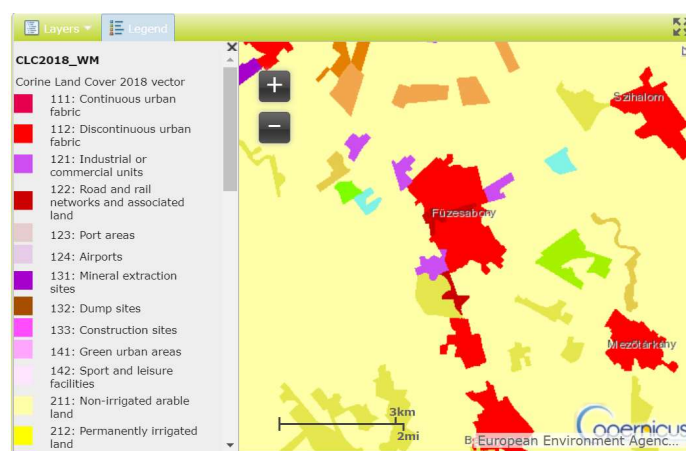 Layers
Legend
CLC2018_WM
Corine Land Cover 2018 vector
111: Continuous urban
fabric
112: Discontinuous urban
fabric
121: Industrial or
commercial units
122: Road and rail
networks and associated
land
123: Port areas
124: Airports
131: Mineral extraction
sites
132: Dump sites
133: Construction sites
141: Green urban areas
142: Sport and leisure
facilities
211: Non-irrigated arable
land
212: Permanently irrigated
land
Szihalom
Füzesabony
Mezőtárkány
3km
2mi
opernicus
European Environment Agenc...